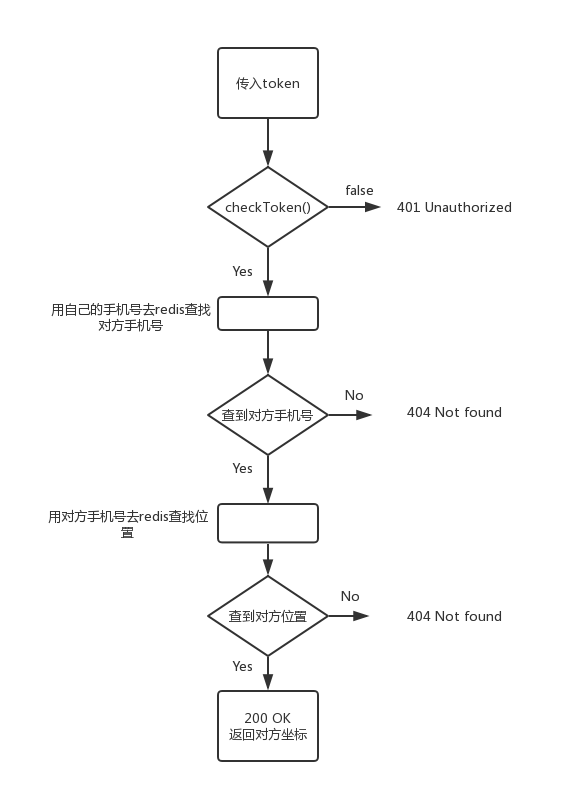 传入token
checkToken()
false
401 Unauthorized
Yes
用自己的手机号去redis查找
对方手机号
查到对方手机号
No
404 Not found
Yes
用对方手机号去redis查找位
置
查到对方位置
No
404 Not found
Yes
200 OK
返回对方坐标